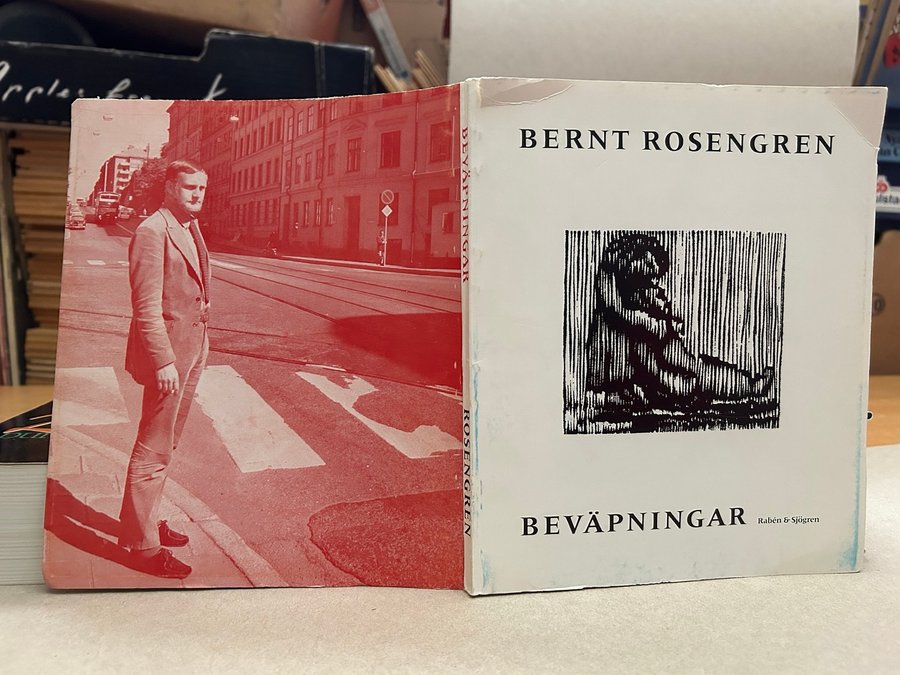 BERNT ROSENGREN
BEVÄPNINGAR
Rabén & Sjögren
BEVÄPNINGAR
ROSENGREN